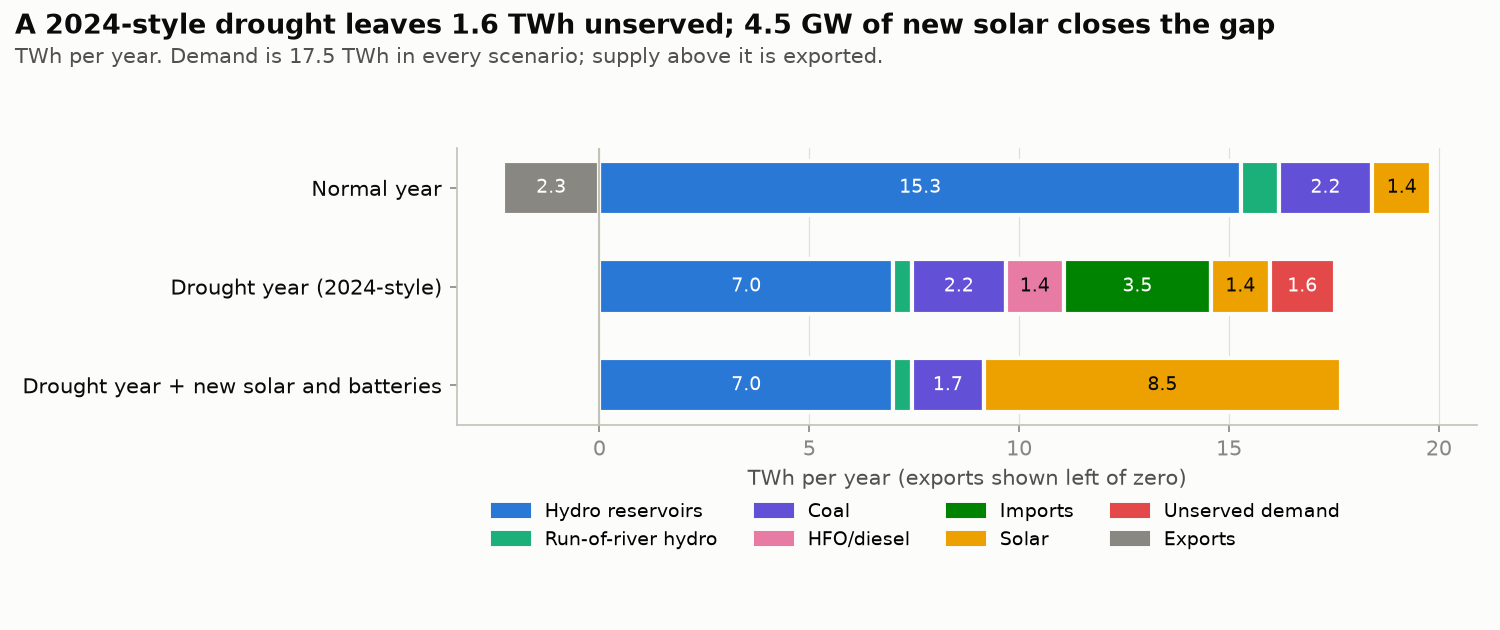 A 2024-style drought leaves 1.6 TWh unserved; 4.5 GW of new solar closes the gap
TWh per year. Demand is 17.5 TWh in every scenario; supply above it is exported.
Normal year
2.3
15.3
2.2
1.4
Drought year (2024-style)
7.0
2.2
1.4
3.5
1.4
1.6
Drought year + new solar and batteries
7.0
1.7
8.5
0
5
10
15
20
TWh per year (exports shown left of zero)
Hydro reservoirs
Coal
Imports
Unserved demand
Run-of-river hydro
HFO/diesel
Solar
Exports